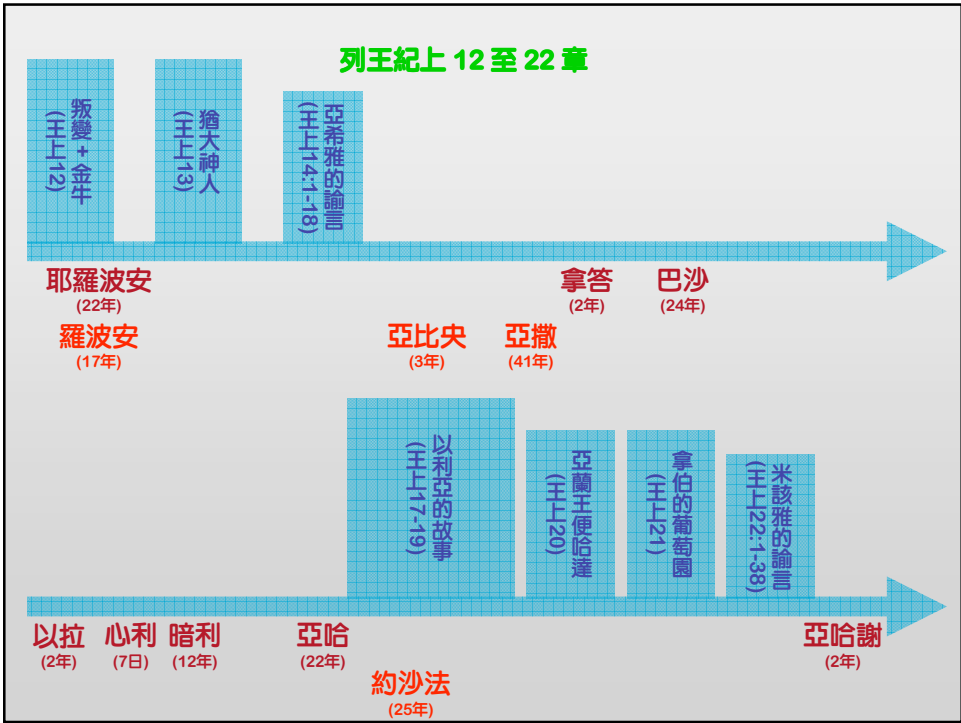 列王紀上 12 至 22 章
叛變 + 金牛
(王上12)
猶大神人
(王上13)
亞希雅的諭言
(王上14:1-18)
耶羅波安
(22年)
拿答
(2年)
巴沙
(24年)
羅波安
(17年)
亞比央
(3年)
亞撒
(41年)
以利亞的故事
(王上17-19)
亞蘭王便哈達
(王上20)
拿伯的葡萄園
(王上21)
米該雅的諭言
(王上22:1-38)
以拉
(2年)
心利
(7日)
暗利
(12年)
亞哈
(22年)
亞哈謝
(2年)
約沙法
(25年)